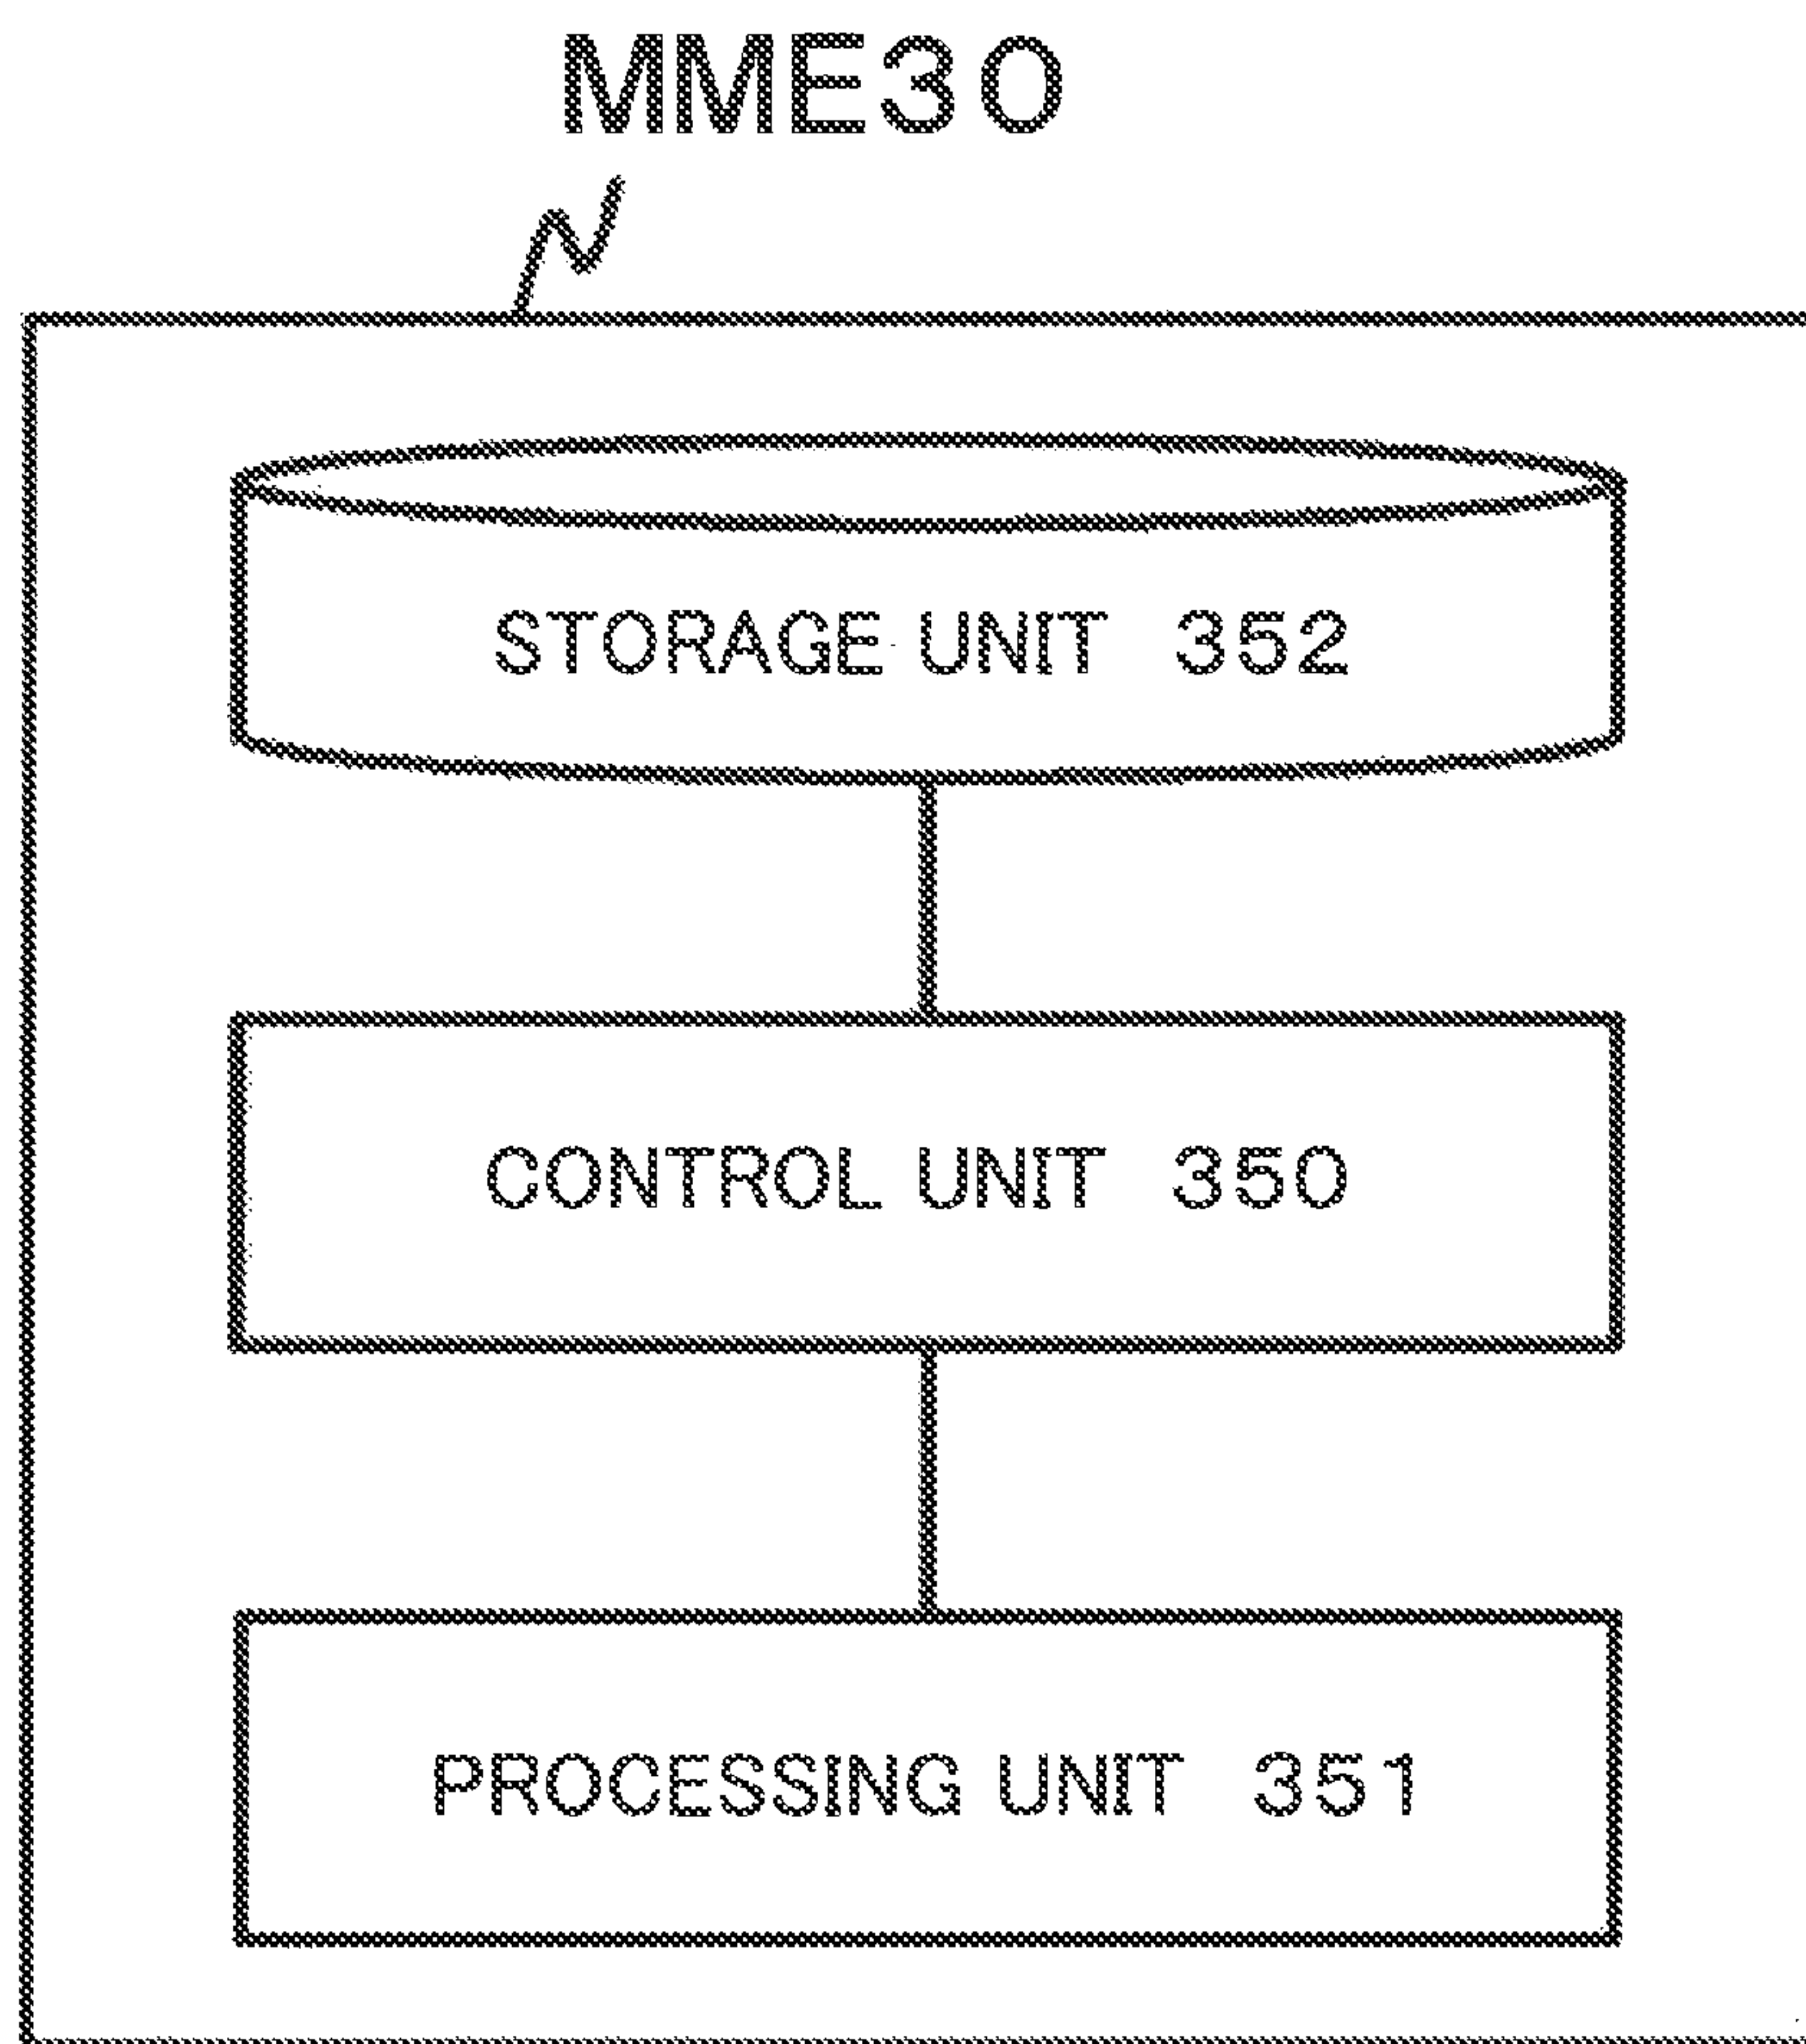 MME30
STORAGE UNIT 352
CONTROL UNIT 350
PROCESSING UNIT 351